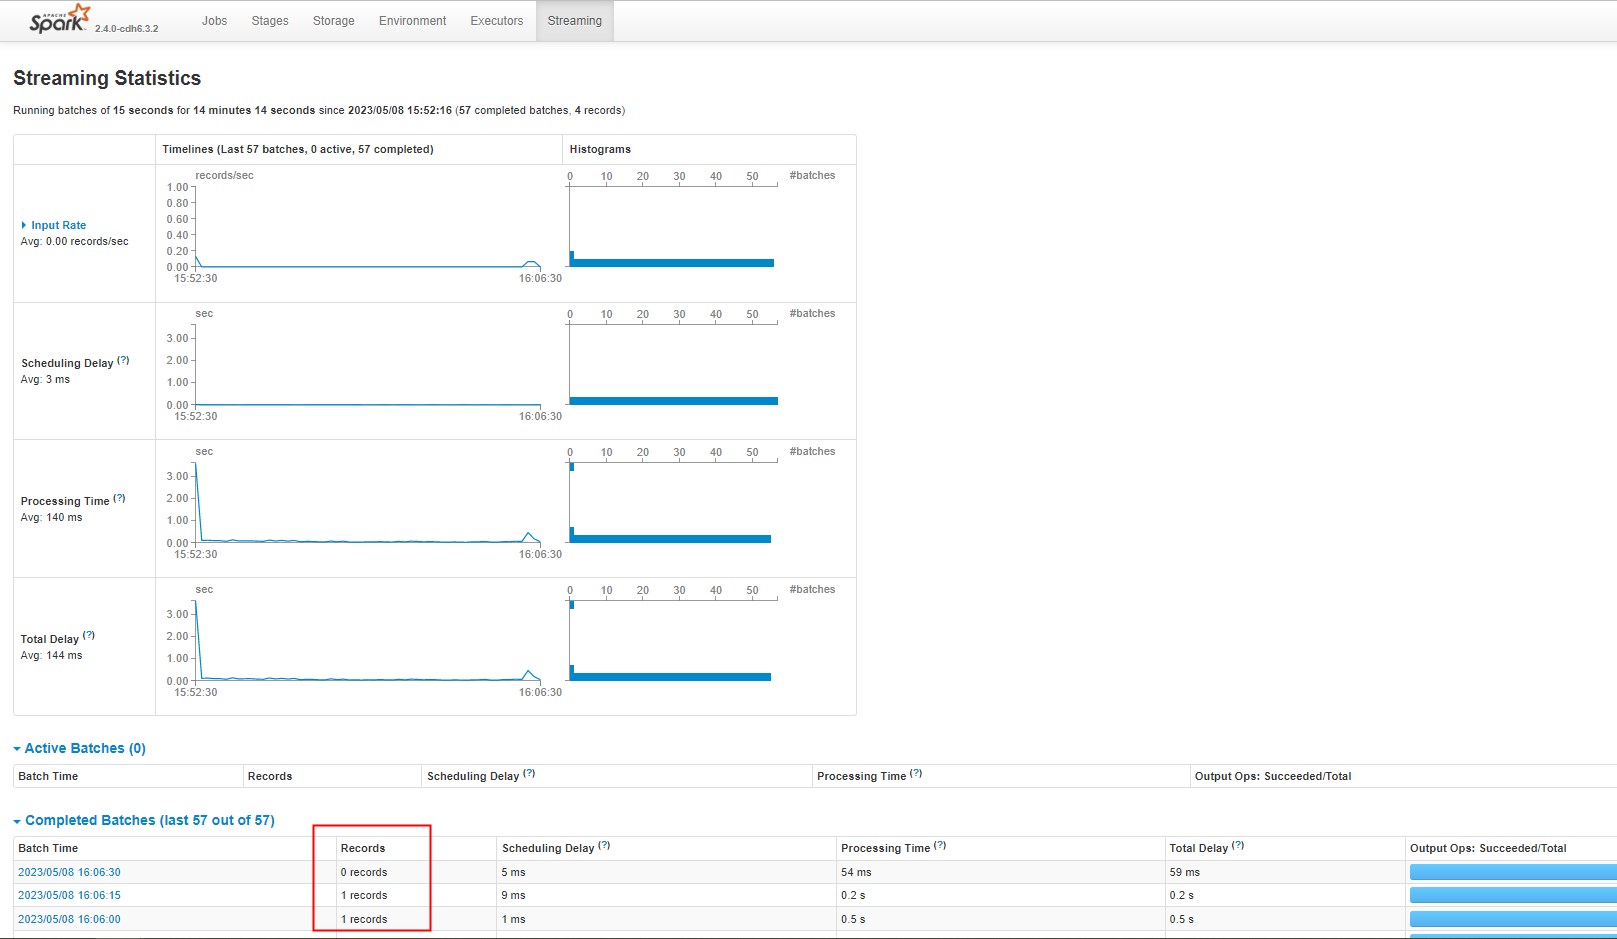 APACHE
Spark 2.4.0-cdh6.3.2 Jobs Stages Storage Environment Executors Streaming
Streaming Statistics
Running batches of 15 seconds for 14 minutes 14 seconds since 2023/05/08 15:52:16 (57 completed batches, 4 records)
Timelines (Last 57 batches, 0 active, 57 completed) Histograms
Input Rate
Avg: 0.00 records/sec
records/sec
1.00
0.80
0.60
0.40
0.20
0.00
15:52:30 16:06:30
0 10 20 30 40 50 #batches
Scheduling Delay (?)
Avg: 3 ms
sec
3.00
2.00
1.00
0.00
15:52:30 16:06:30
0 10 20 30 40 50 #batches
Processing Time (?)
Avg: 140 ms
sec
3.00
2.00
1.00
0.00
15:52:30 16:06:30
0 10 20 30 40 50 #batches
Total Delay (?)
Avg: 144 ms
sec
3.00
2.00
1.00
0.00
15:52:30 16:06:30
0 10 20 30 40 50 #batches
Active Batches (0)
Batch Time Records Scheduling Delay (?) Processing Time (?) Output Ops: Succeeded/Total
Completed Batches (last 57 out of 57)
Batch Time Records Scheduling Delay (?) Processing Time (?) Total Delay (?) Output Ops: Succeeded/Total
2023/05/08 16:06:30 0 records 5 ms 54 ms 59 ms
2023/05/08 16:06:15 1 records 9 ms 0.2 s 0.2 s
2023/05/08 16:06:00 1 records 1 ms 0.5 s 0.5 s